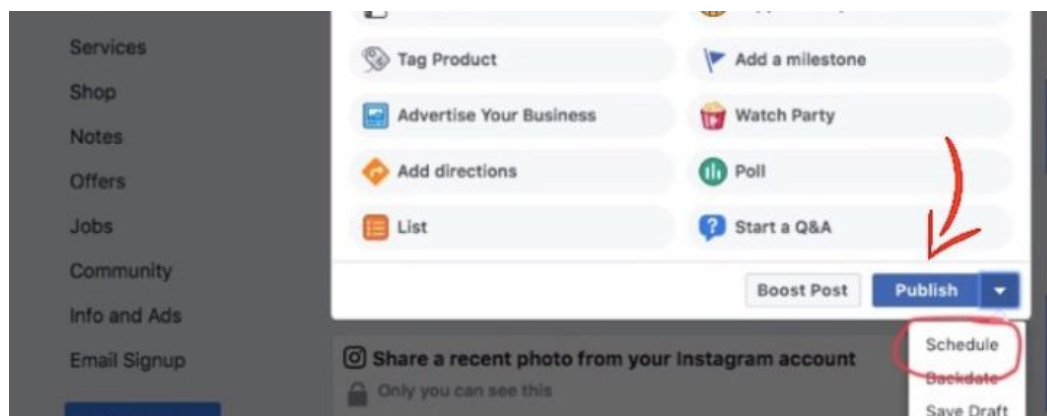 Services
Shop
Notes
Offers
Jobs
Community
Info and Ads
Email Signup
Tag Product
Add a milestone
Advertise Your Business
Watch Party
Add directions
Poll
List
Start a Q&A
Boost Post
Publish
Schedule
Backdate
Save Draft
Share a recent photo from your Instagram account
Only you can see this